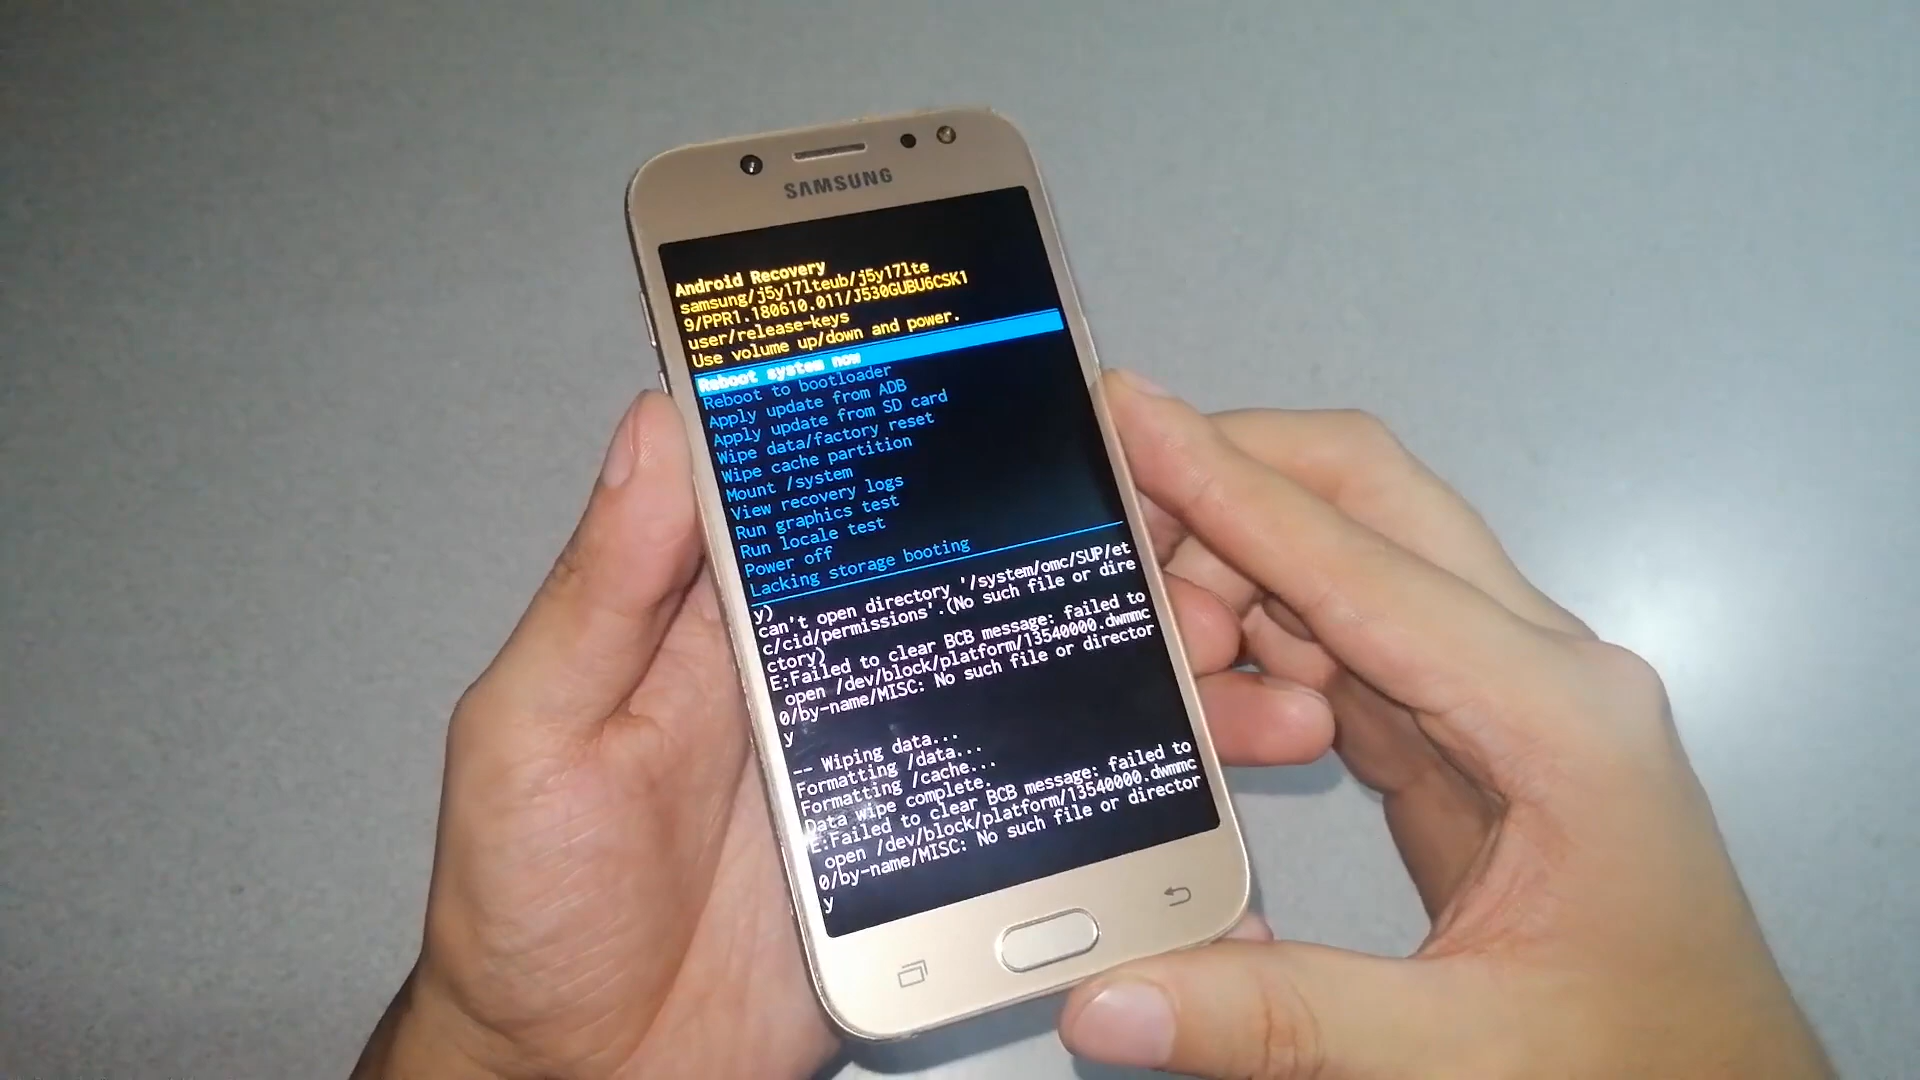 SAMSUNG
Android Recovery
samsung/j5y17lteub/j5y17lte
9/PPR1.180610.011/J530GUBU6CSK1
user/release-keys
Use volume up/down and power.
Reboot system now
Reboot to bootloader
Apply update from ADB
Apply update from SD card
Wipe data/factory reset
Wipe cache partition
Mount /system
View recovery logs
Run graphics test
Run locale test
Power off
Lacking storage booting
y)
can't open directory '/system/omc/SUP/et
c/cid/permissions'.(No such file or dire
ctory)
E:Failed to clear BCB message: failed to
open /dev/block/platform/13540000.dwmmc
0/by-name/MISC: No such file or director
y
-- Wiping data...
Formatting /data...
Formatting /cache...
Data wipe complete.
E:Failed to clear BCB message: failed to
open /dev/block/platform/13540000.dwmmc
0/by-name/MISC: No such file or director
y